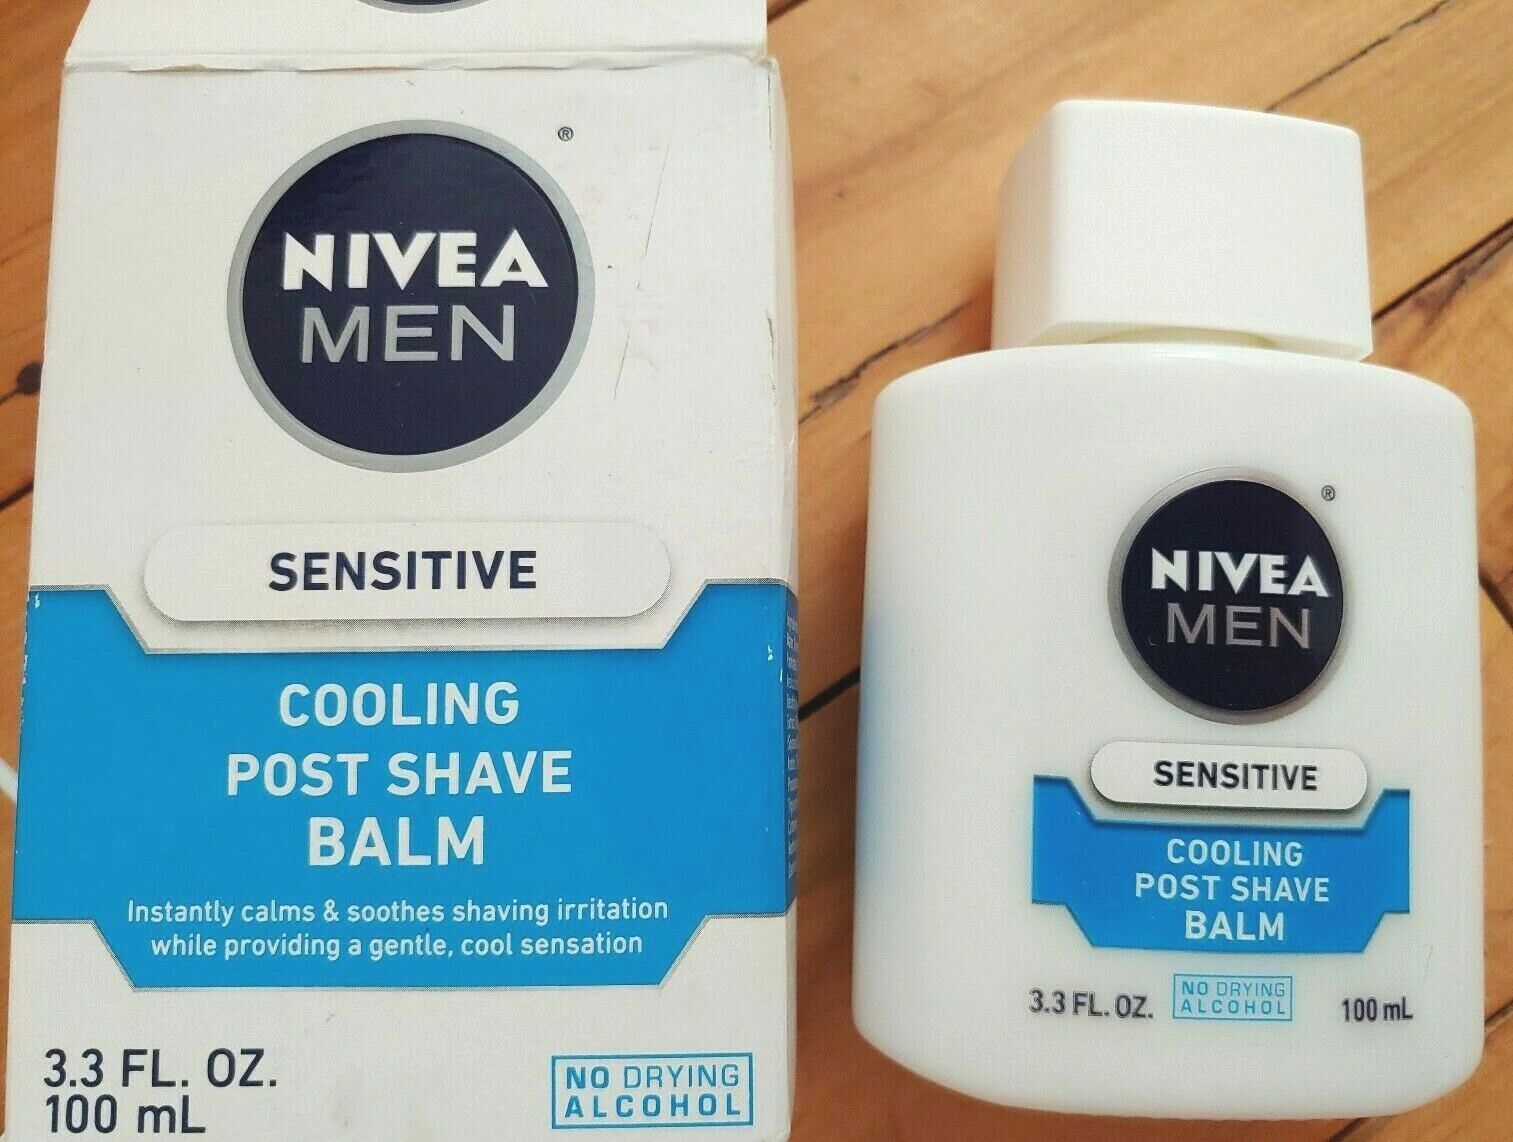 ®
NIVEA
MEN
SENSITIVE
COOLING
POST SHAVE
BALM
Instantly calms & soothes shaving irritation
while providing a gentle, cool sensation
3.3 FL. OZ.
100 mL
NO DRYING
ALCOHOL
®
NIVEA
MEN
SENSITIVE
COOLING
POST SHAVE
BALM
3.3 FL. OZ.
NO DRYING
ALCOHOL
100 mL